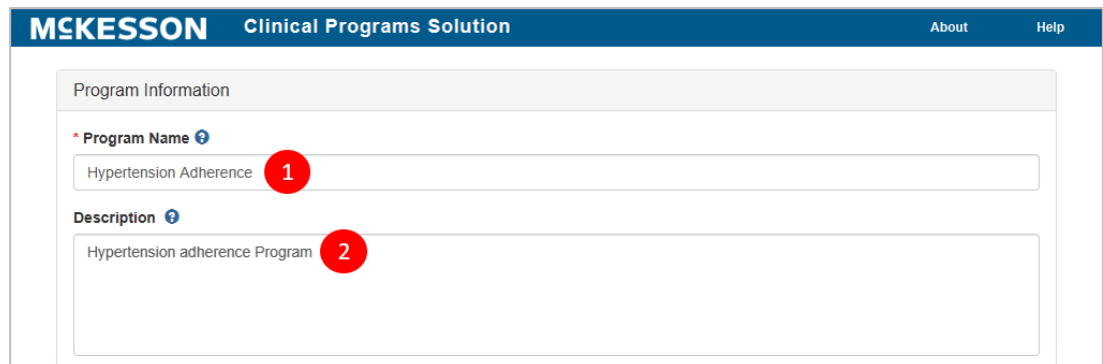 MCKESSON Clinical Programs Solution About Help
Program Information
* Program Name ?
Hypertension Adherence 1
Description ?
Hypertension adherence Program 2